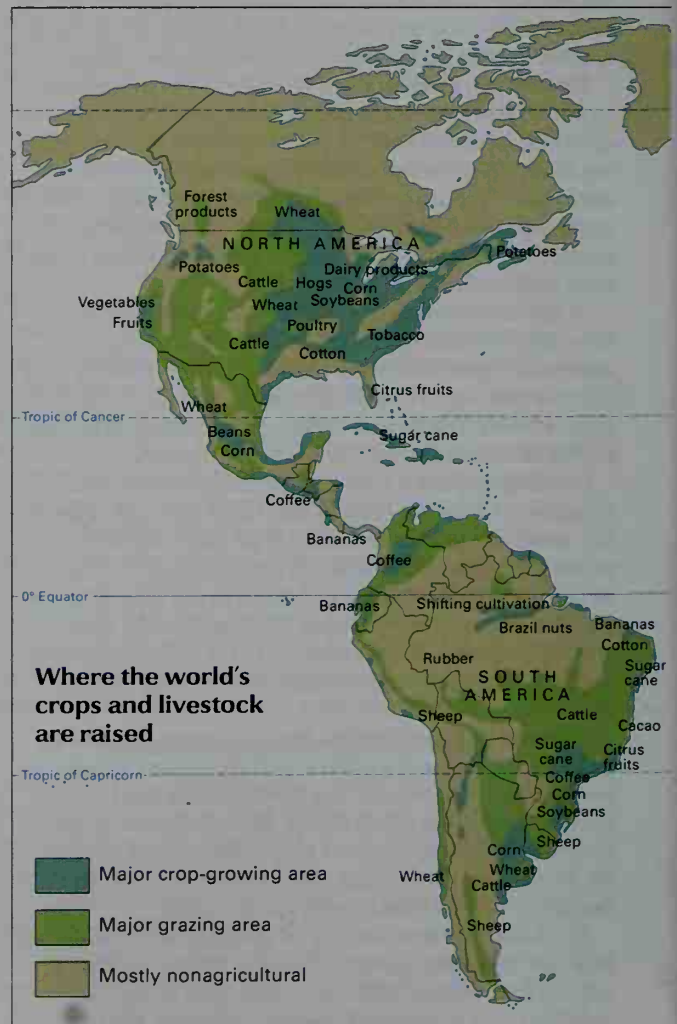 Forest
products
Wheat
NORTH AMERICA
Potatoes
Potatoes
Dairy products
Cattle
Hogs
Corn
Vegetables
Wheat
Soybeans
Fruits
Poultry
Tobacco
Cattle
Cotton
Citrus fruits
Wheat
Tropic of Cancer
Beans
Sugar cane
Corn
Coffee
Bananas
Coffee
0° Equator
Bananas
Shifting cultivation
Brazil nuts
Bananas
Cotton
Rubber
Sugar
cane
SOUTH
AMERICA
Where the world's
crops and livestock
are raised
Sheep
Cattle
Cacao
Sugar
cane
Citrus
fruits
Tropic of Capricorn
Coffee
Corn
Soybeans
Sheep
Corn
Wheat
Wheat
Cattle
Sheep
Major crop-growing area
Major grazing area
Mostly nonagricultural